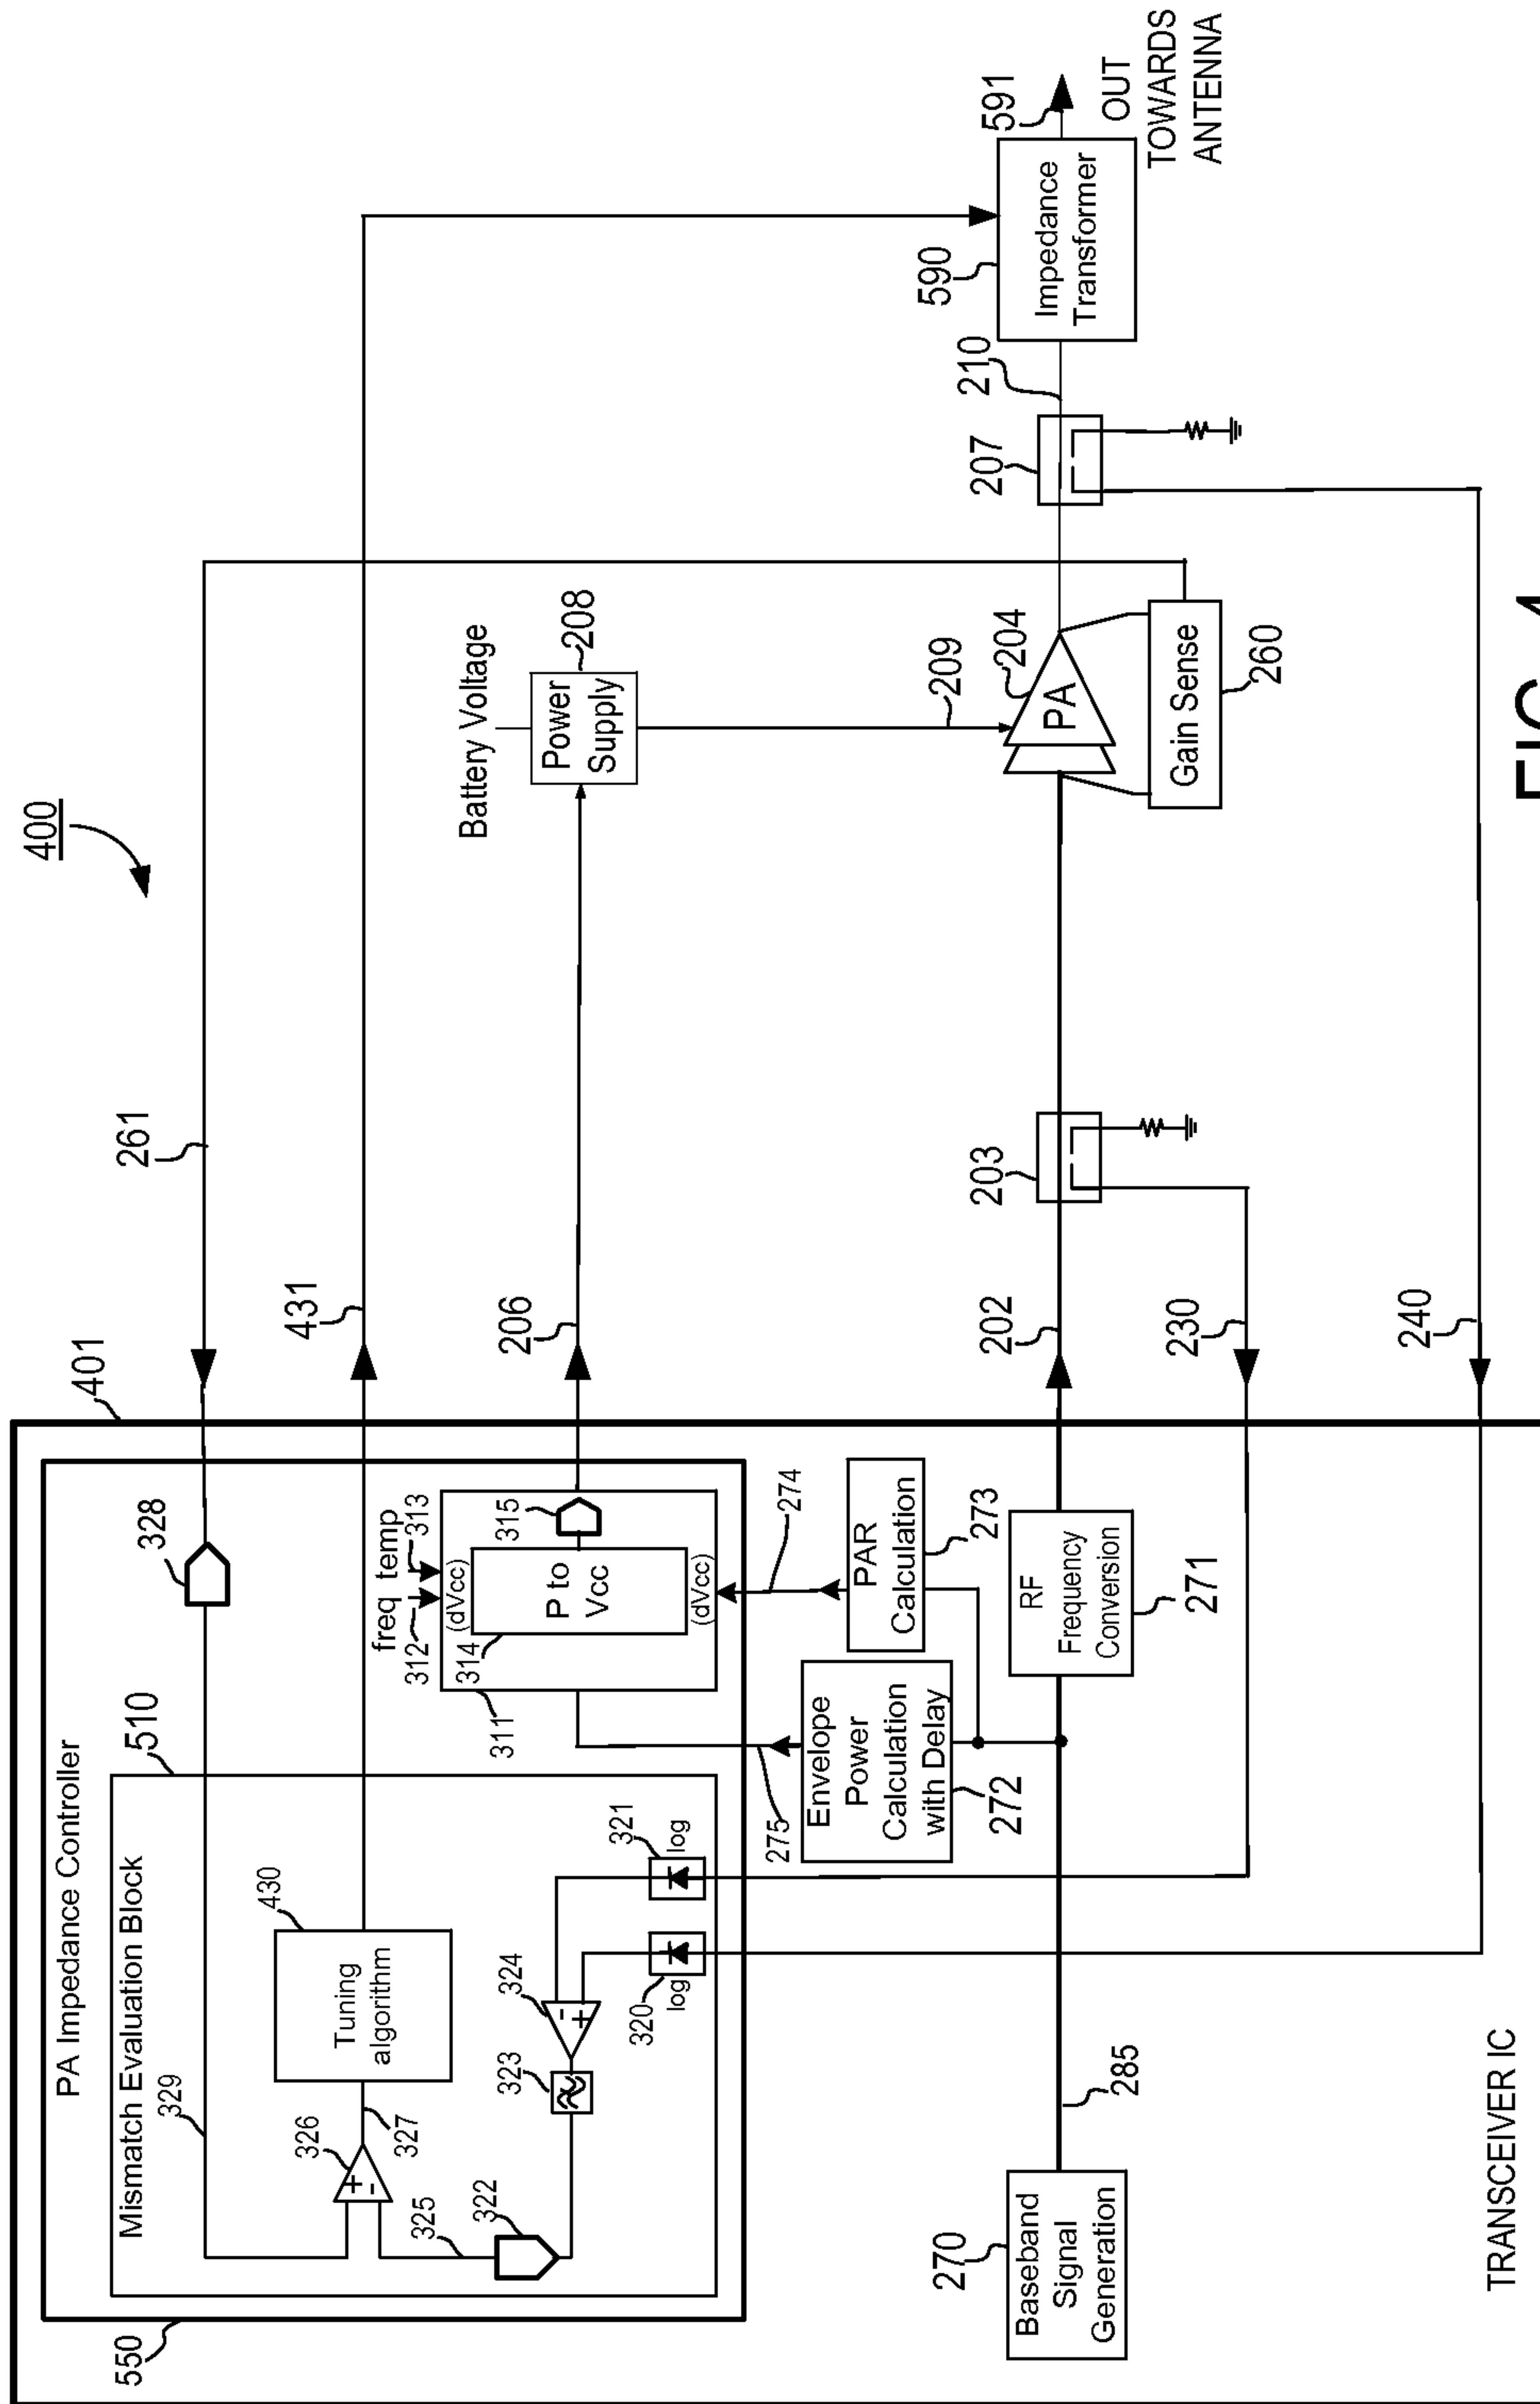 400
PA Impedance Controller
550
Mismatch Evaluation Block
510
401
329
328
261
326
+
-
327
Tuning
algorithm
430
431
325
322
323
324
-
+
320
log
321
log
311
314
312
freq
temp
313
(dVcc)
P to
Vcc
(dVcc)
315
206
Battery Voltage
Power
Supply
208
209
275
274
Envelope
Power
Calculation
with Delay
272
PAR
Calculation
273
270
Baseband
Signal
Generation
285
RF
Frequency
Conversion
271
202
203
230
240
PA
204
Gain Sense
260
207
210
590
Impedance
Transformer
591
OUT
TOWARDS
ANTENNA
TRANSCEIVER IC